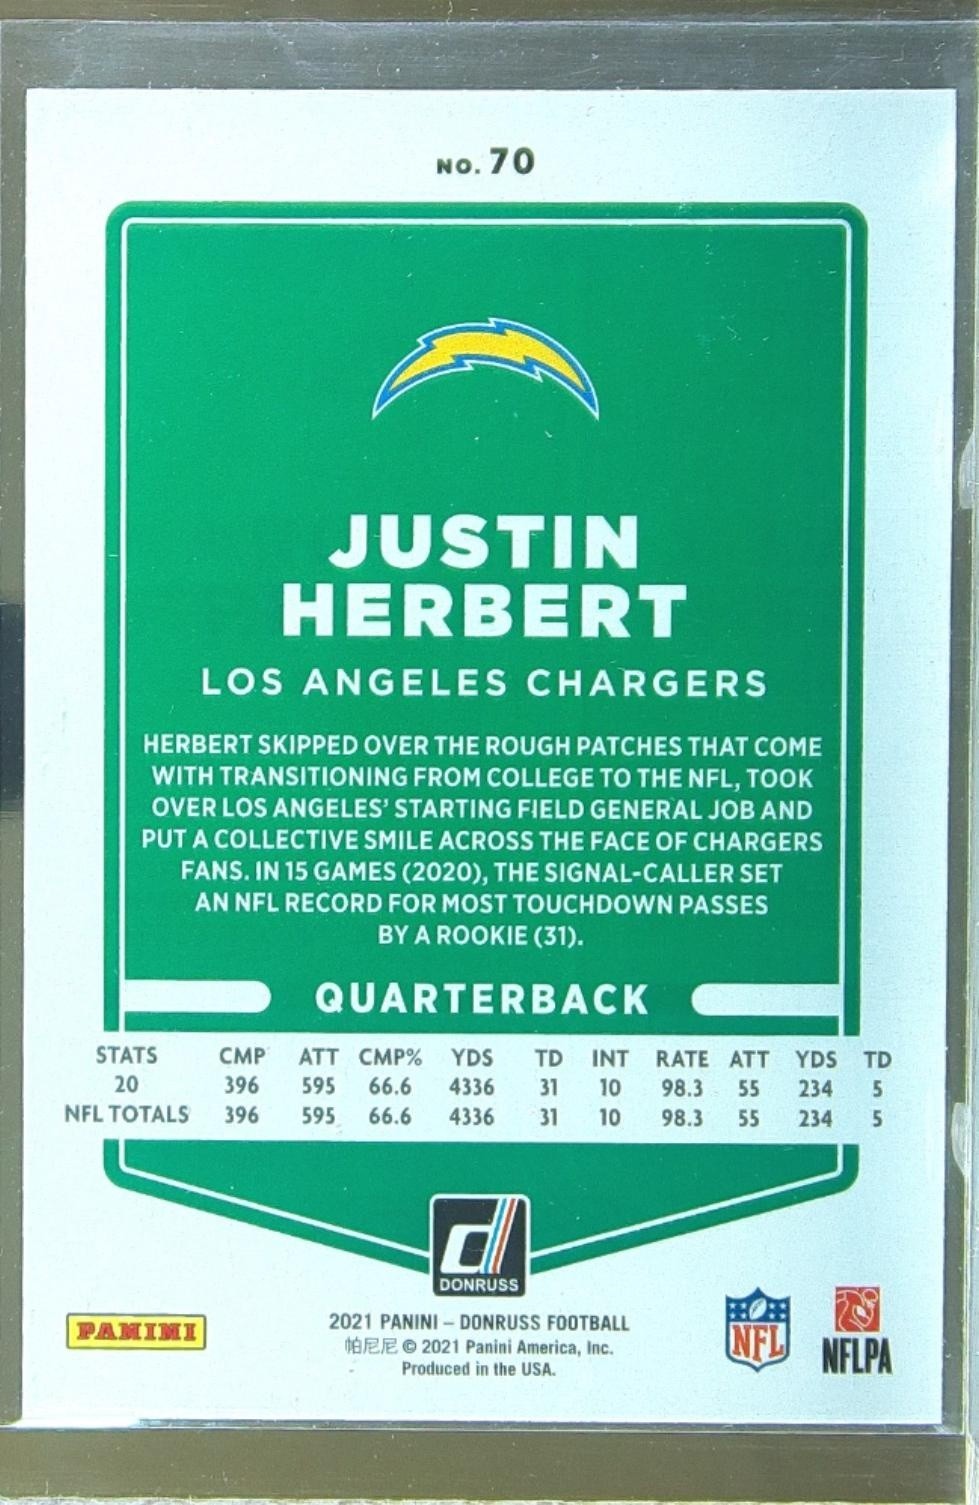 NO. 70
JUSTIN
HERBERT
LOS ANGELES CHARGERS
HERBERT SKIPPED OVER THE ROUGH PATCHES THAT COME
WITH TRANSITIONING FROM COLLEGE TO THE NFL, TOOK
OVER LOS ANGELES' STARTING FIELD GENERAL JOB AND
PUT A COLLECTIVE SMILE ACROSS THE FACE OF CHARGERS
FANS. IN 15 GAMES (2020), THE SIGNAL-CALLER SET
AN NFL RECORD FOR MOST TOUCHDOWN PASSES
BY A ROOKIE (31).
QUARTERBACK
STATS CMP ATT CMP% YDS TD INT RATE ATT YDS TD
20 396 595 66.6 4336 31 10 98.3 55 234 5
NFL TOTALS 396 595 66.6 4336 31 10 98.3 55 234 5
d
DONRUSS
PANINI
2021 PANINI – DONRUSS FOOTBALL
帕尼尼 © 2021 Panini America, Inc.
Produced in the USA.
NFL
NFLPA